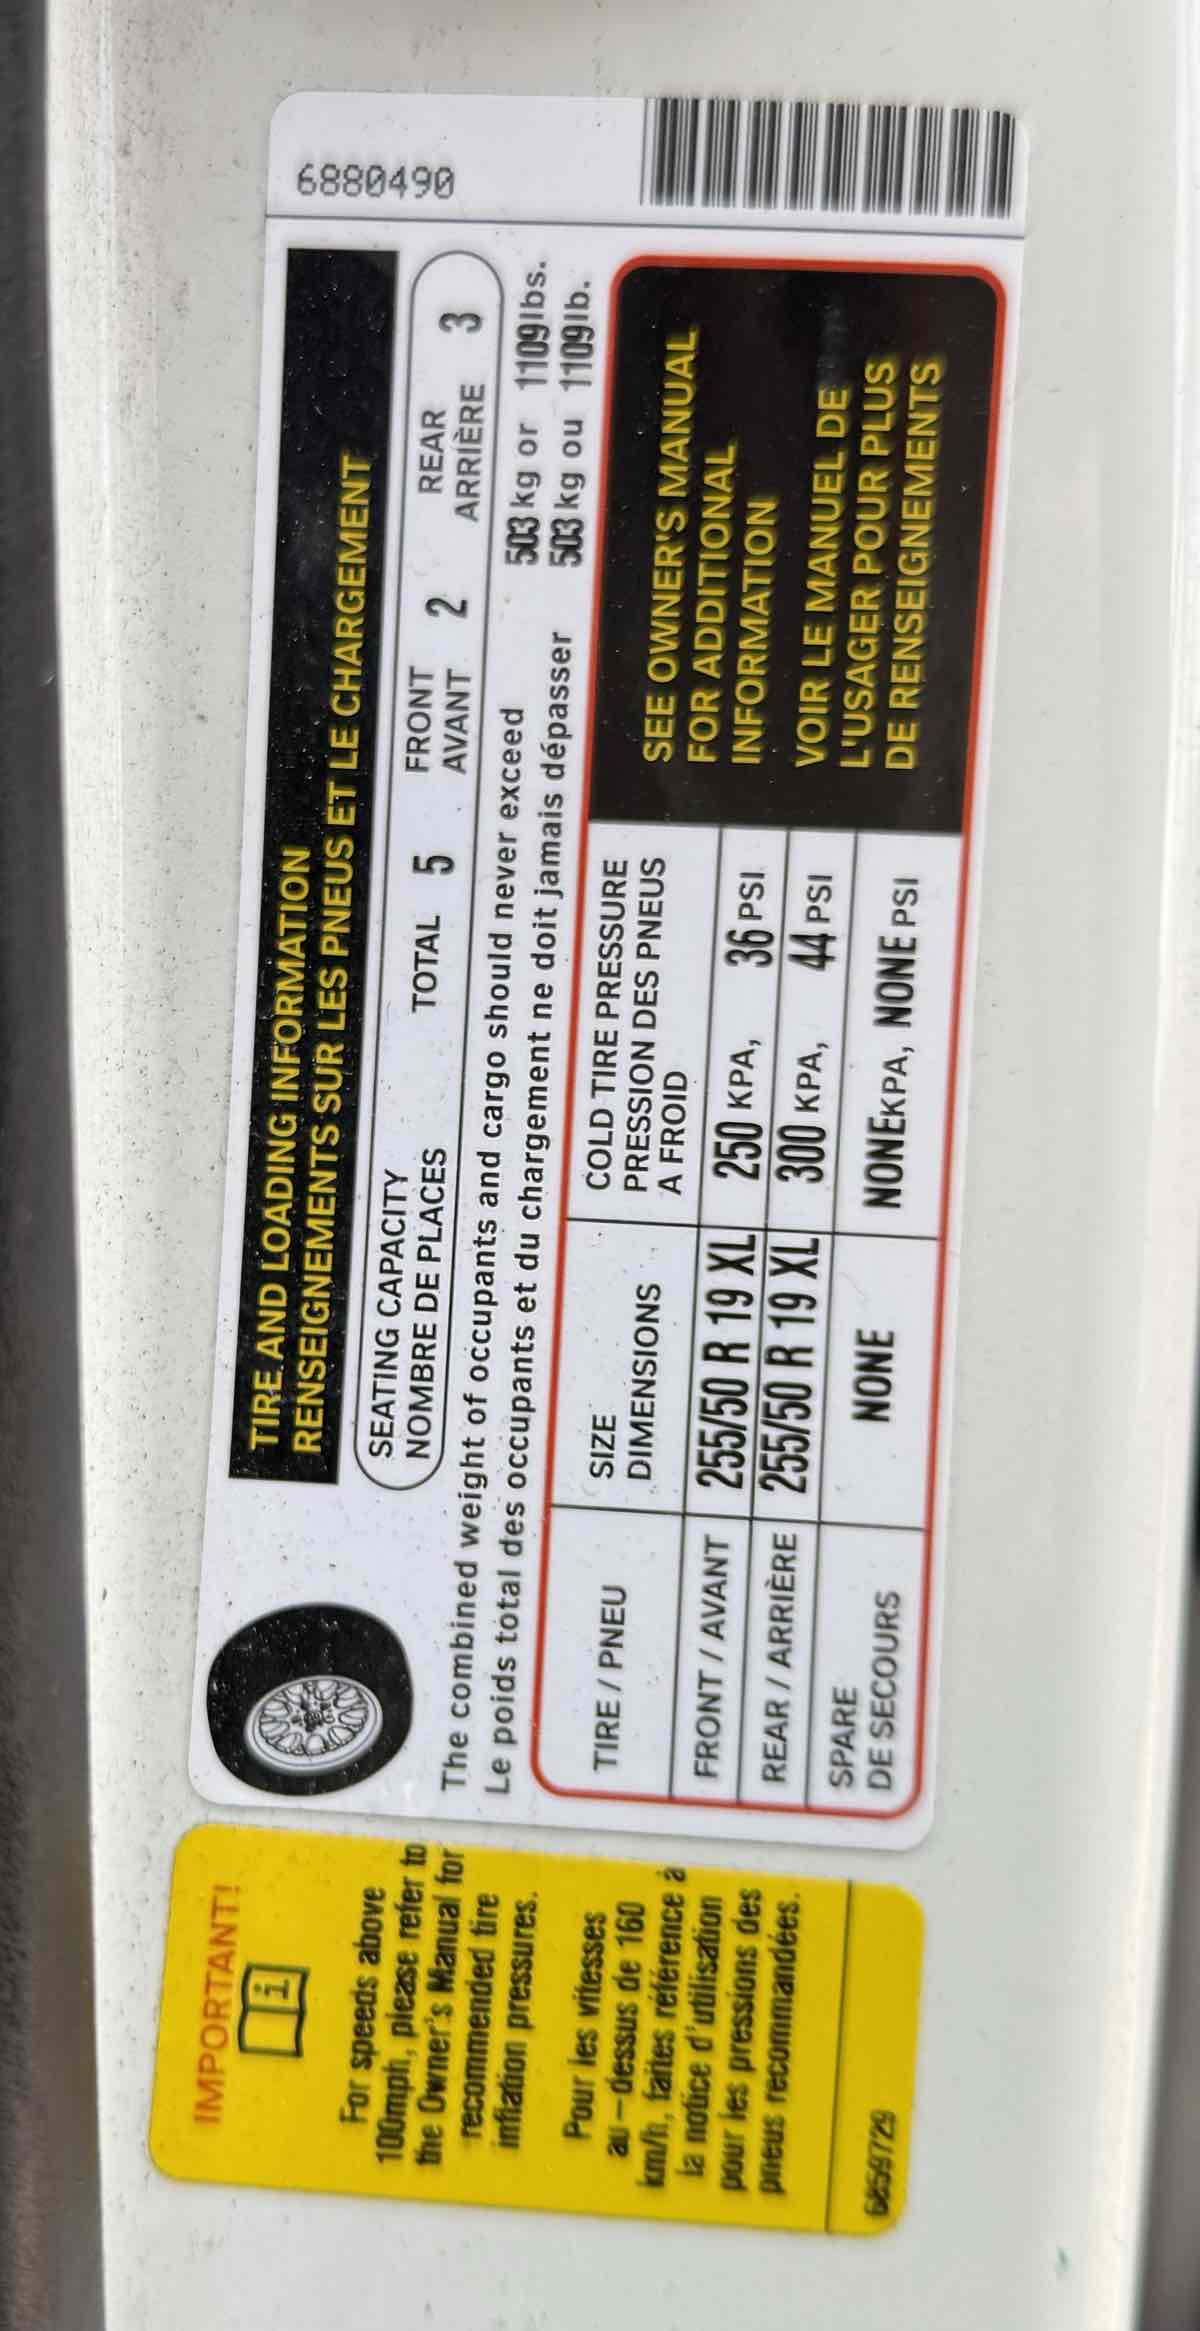 6880490
TIRE AND LOADING INFORMATION
RENSEIGNEMENTS SUR LES PNEUS ET LE CHARGEMENT
SEATING CAPACITY TOTAL 5 FRONT 2 REAR 3
NOMBRE DE PLACES AVANT ARRIÈRE
The combined weight of occupants and cargo should never exceed 503 kg or 1109 lbs.
Le poids total des occupants et du chargement ne doit jamais dépasser 503 kg ou 1109 lb.
TIRE / PNEU
SIZE
DIMENSIONS
COLD TIRE PRESSURE
PRESSION DES PNEUS
A FROID
FRONT / AVANT 255/50 R 19 XL 250 KPA, 36 PSI
REAR / ARRIÈRE 255/50 R 19 XL 300 KPA, 44 PSI
SPARE
DE SECOURS
NONE NONE KPA, NONE PSI
SEE OWNER'S MANUAL
FOR ADDITIONAL
INFORMATION
VOIR LE MANUEL DE
L'USAGER POUR PLUS
DE RENSEIGNEMENTS
IMPORTANT!
i
For speeds above
100mph, please refer to
the Owner's Manual for
recommended tire
inflation pressures.
Pour les vitesses
au-dessus de 160
km/h, faites référence à
la notice d'utilisation
pour les pressions des
pneus recommandées.
6859729